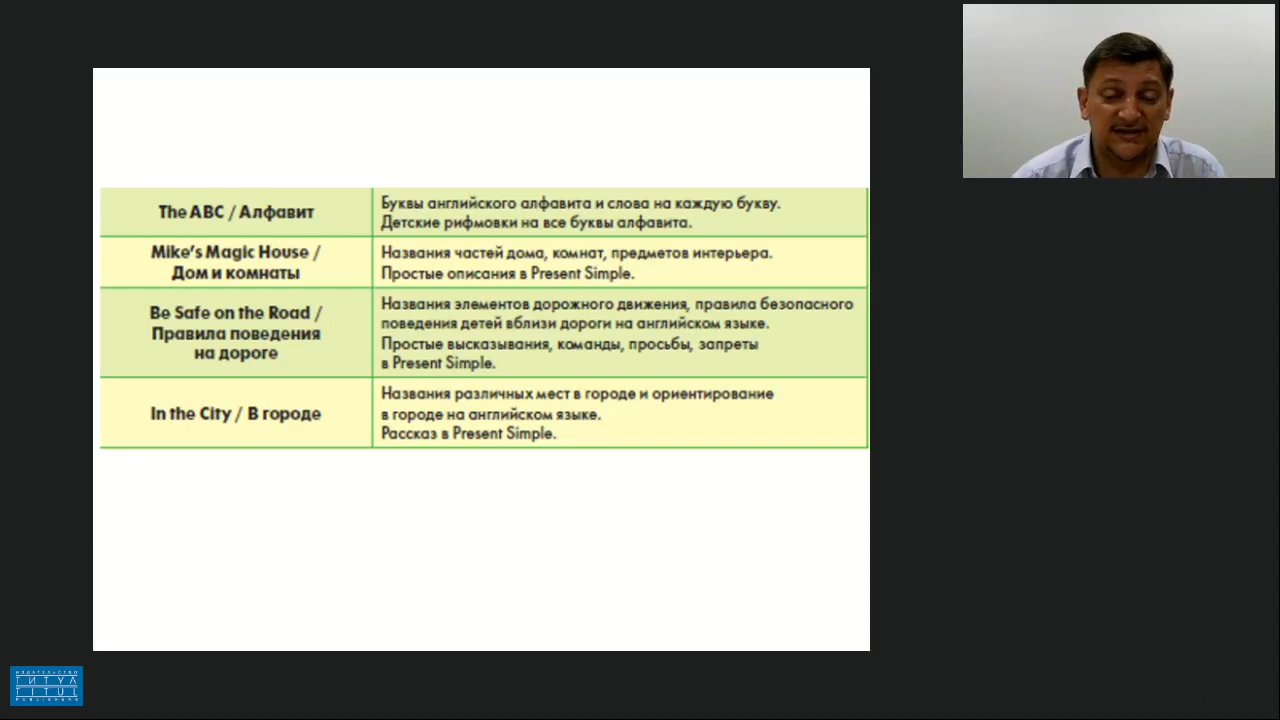 The ABC / Алфавит
Буквы английского алфавита и слова на каждую букву.
Детские рифмовки на все буквы алфавита.
Mike's Magic House /
Дом и комнаты
Названия частей дома, комнат, предметов интерьера.
Простые описания в Present Simple.
Be Safe on the Road /
Правила поведения
на дороге
Названия элементов дорожного движения, правила безопасного
поведения детей вблизи дороги на английском языке.
Простые высказывания, команды, просьбы, запреты
в Present Simple.
In the City / В городе
Названия различных мест в городе и ориентирование
в городе на английском языке.
Рассказ в Present Simple.
ИЗДАТЕЛЬСТВО
ТИТУЛ
TITUL
PUBLISHERS